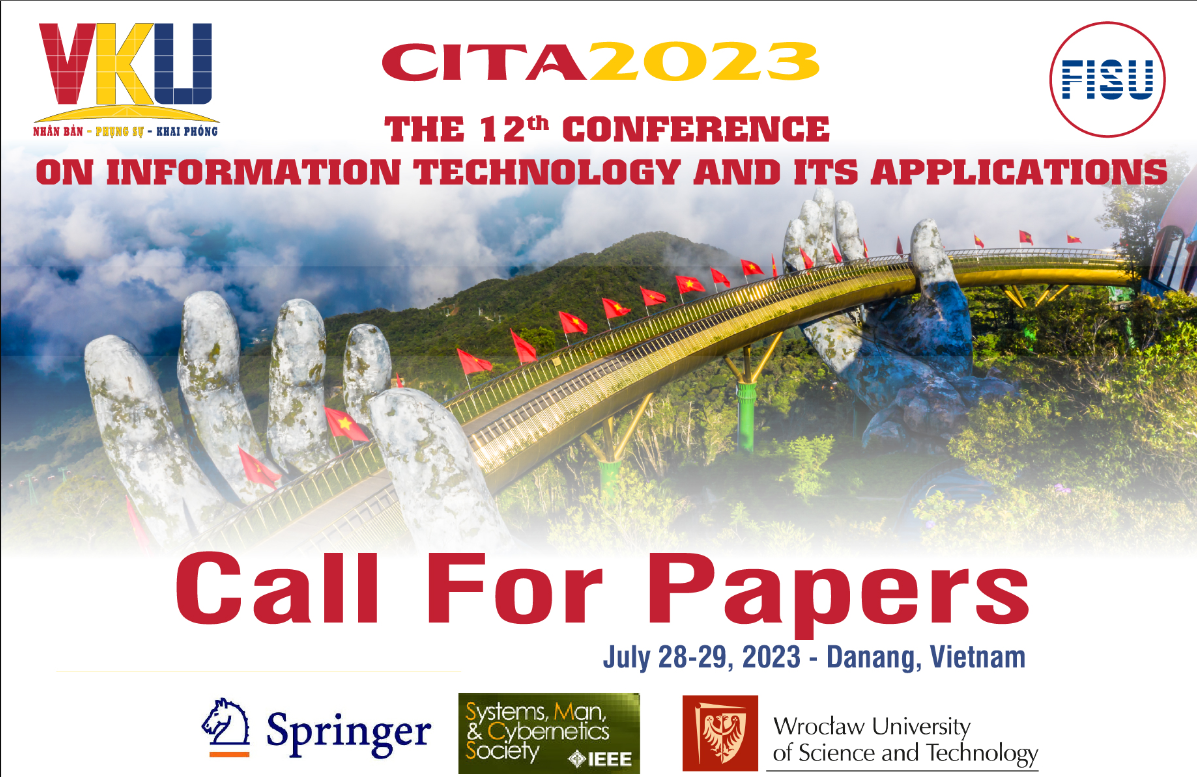 VKU
NHÂN BẢN – PHỤNG SỰ – KHAI PHÓNG
CITA2023
FISU
THE 12th CONFERENCE
ON INFORMATION TECHNOLOGY AND ITS APPLICATIONS
Call For Papers
July 28-29, 2023 - Danang, Vietnam
Springer
Systems, Man,
& Cybernetics
Society
IEEE
Wrocław University
of Science and Technology